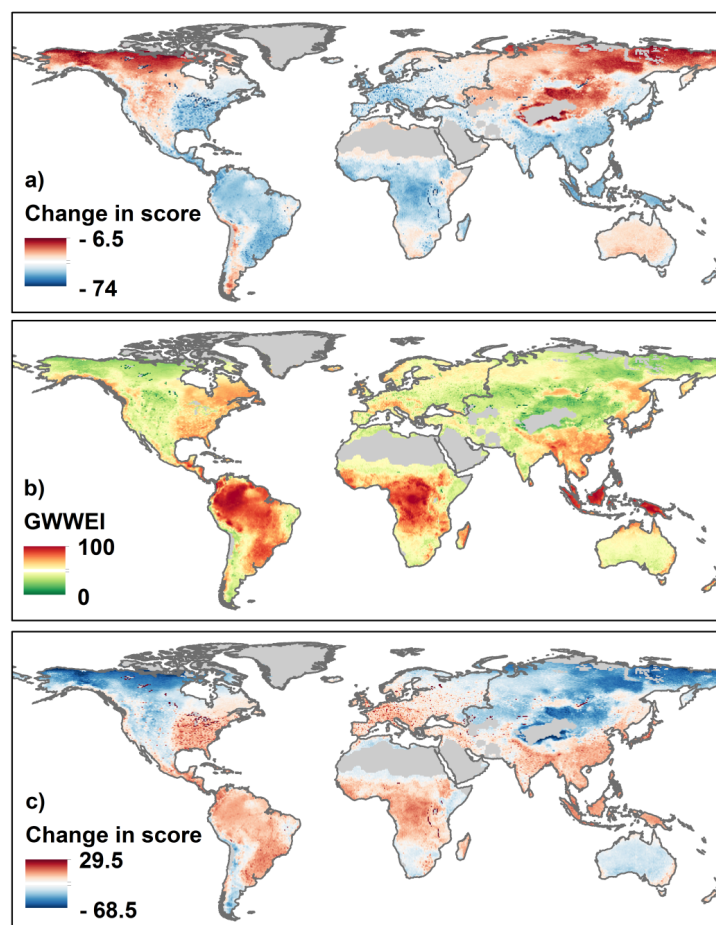 a)
Change in score
- 6.5
- 74
b)
GWWEI
100
0
c)
Change in score
29.5
- 68.5